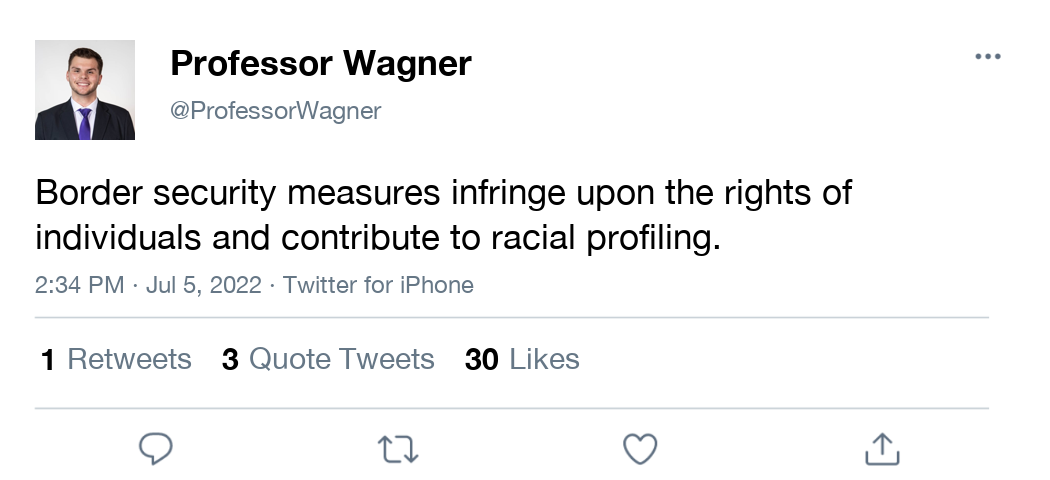 Professor Wagner
@ProfessorWagner
Border security measures infringe upon the rights of
individuals and contribute to racial profiling.
2:34 PM · Jul 5, 2022 · Twitter for iPhone
1 Retweets 3 Quote Tweets 30 Likes